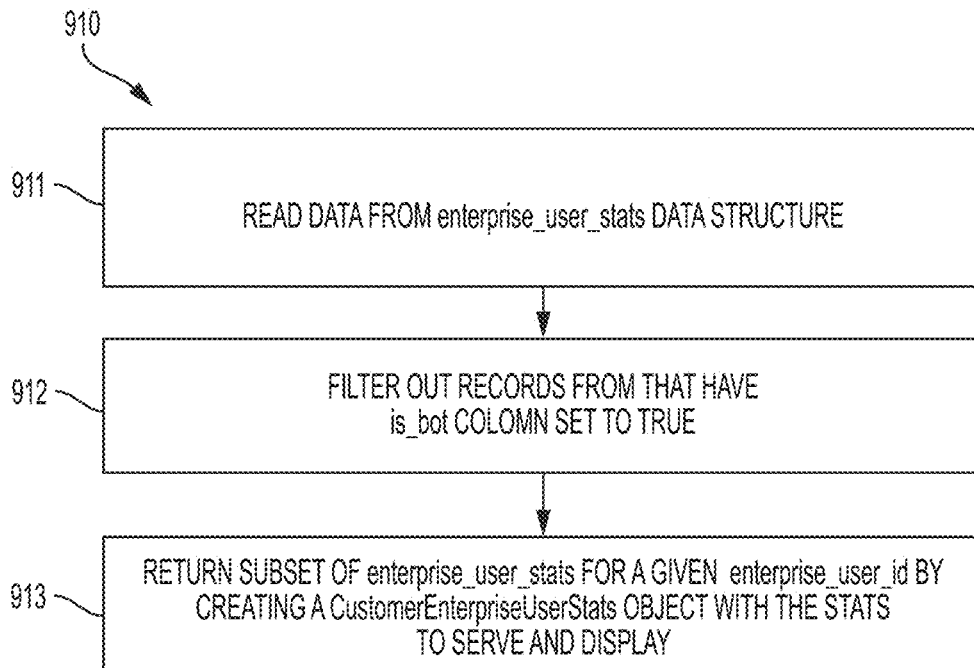 910
911
READ DATA FROM enterprise_user_stats DATA STRUCTURE
912
FILTER OUT RECORDS FROM THAT HAVE
is_bot COLOMN SET TO TRUE
913
RETURN SUBSET OF enterprise_user_stats FOR A GIVEN enterprise_user_id BY
CREATING A CustomerEnterpriseUserStats OBJECT WITH THE STATS
TO SERVE AND DISPLAY